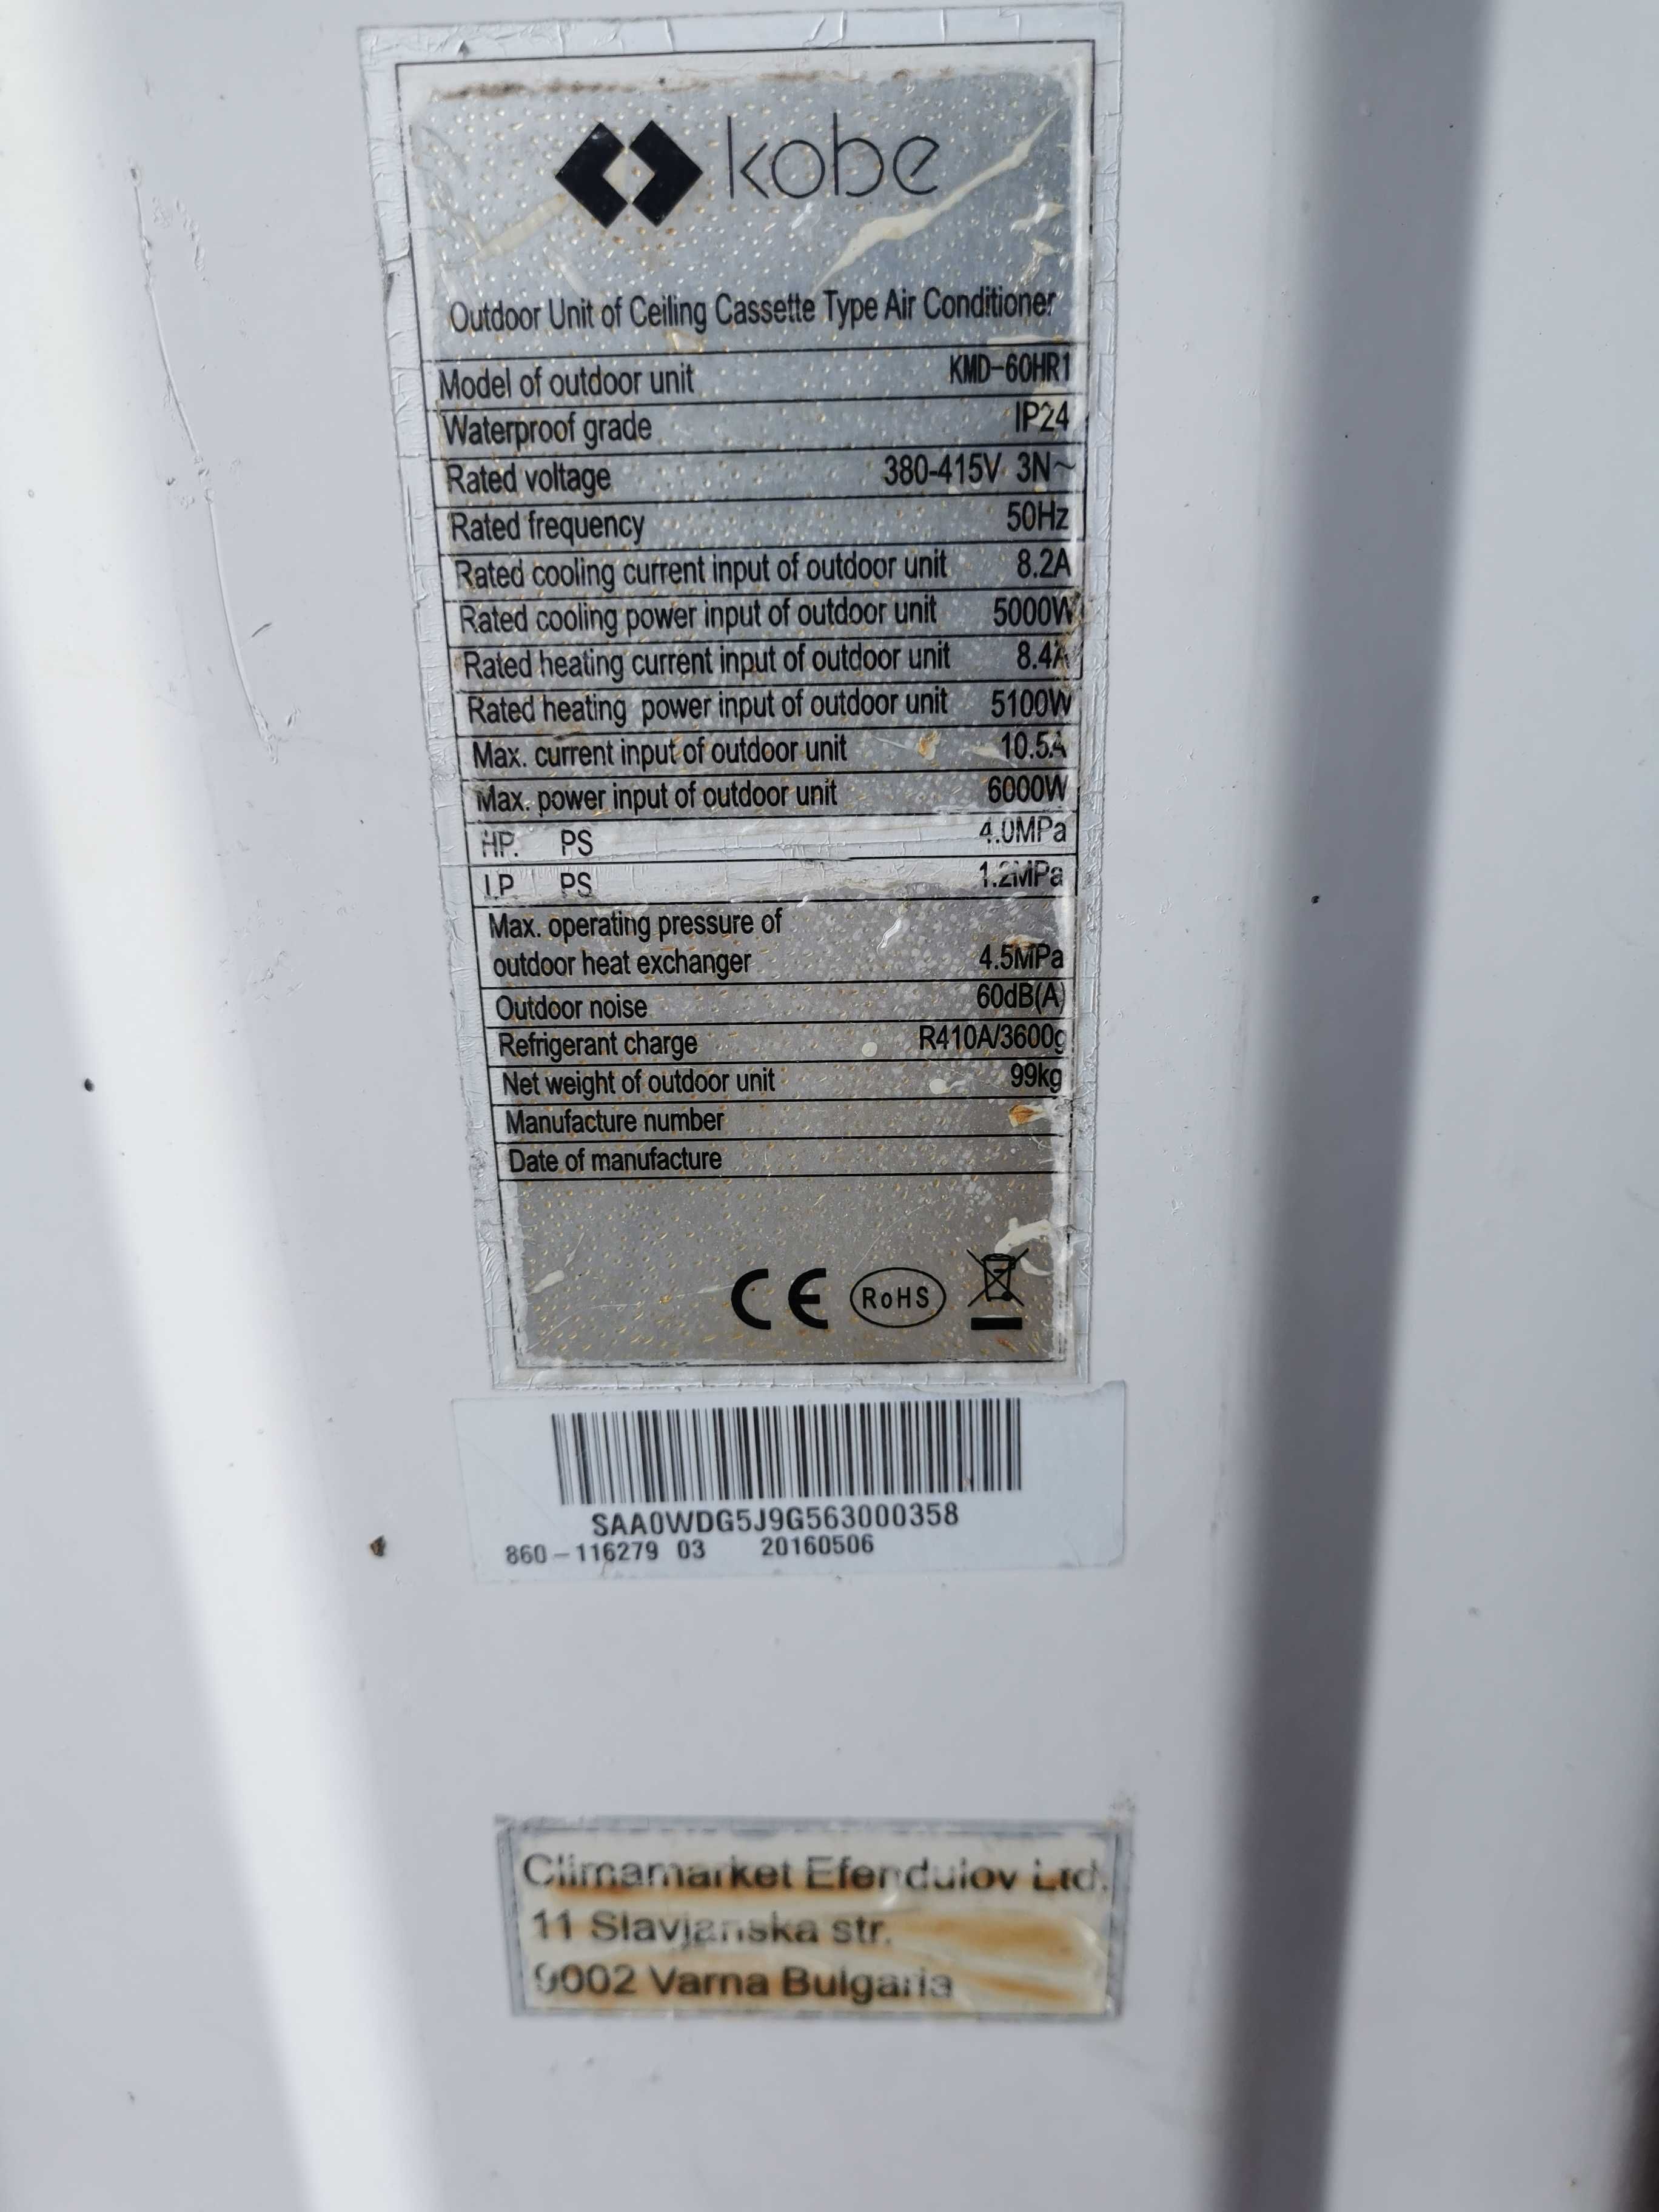 kobe
Outdoor Unit of Ceiling Cassette Type Air Conditioner
Model of outdoor unit KMD-60HR1
Waterproof grade IP24
Rated voltage 380-415V 3N~
Rated frequency 50Hz
Rated cooling current input of outdoor unit 8.2A
Rated cooling power input of outdoor unit 5000W
Rated heating current input of outdoor unit 8.4A
Rated heating power input of outdoor unit 5100W
Max. current input of outdoor unit 10.5A
Max. power input of outdoor unit 6000W
HP. PS 4.0MPa
LP PS 1.2MPa
Max. operating pressure of
outdoor heat exchanger 4.5MPa
Outdoor noise 60dB(A)
Refrigerant charge R410A/3600g
Net weight of outdoor unit 99kg
Manufacture number
Date of manufacture
CE RoHS
SAA0WDG5J9G563000358
860-116279 03 20160506
Climamarket Efendulov Ltd.
11 Slavjanska str.
9002 Varna Bulgaria